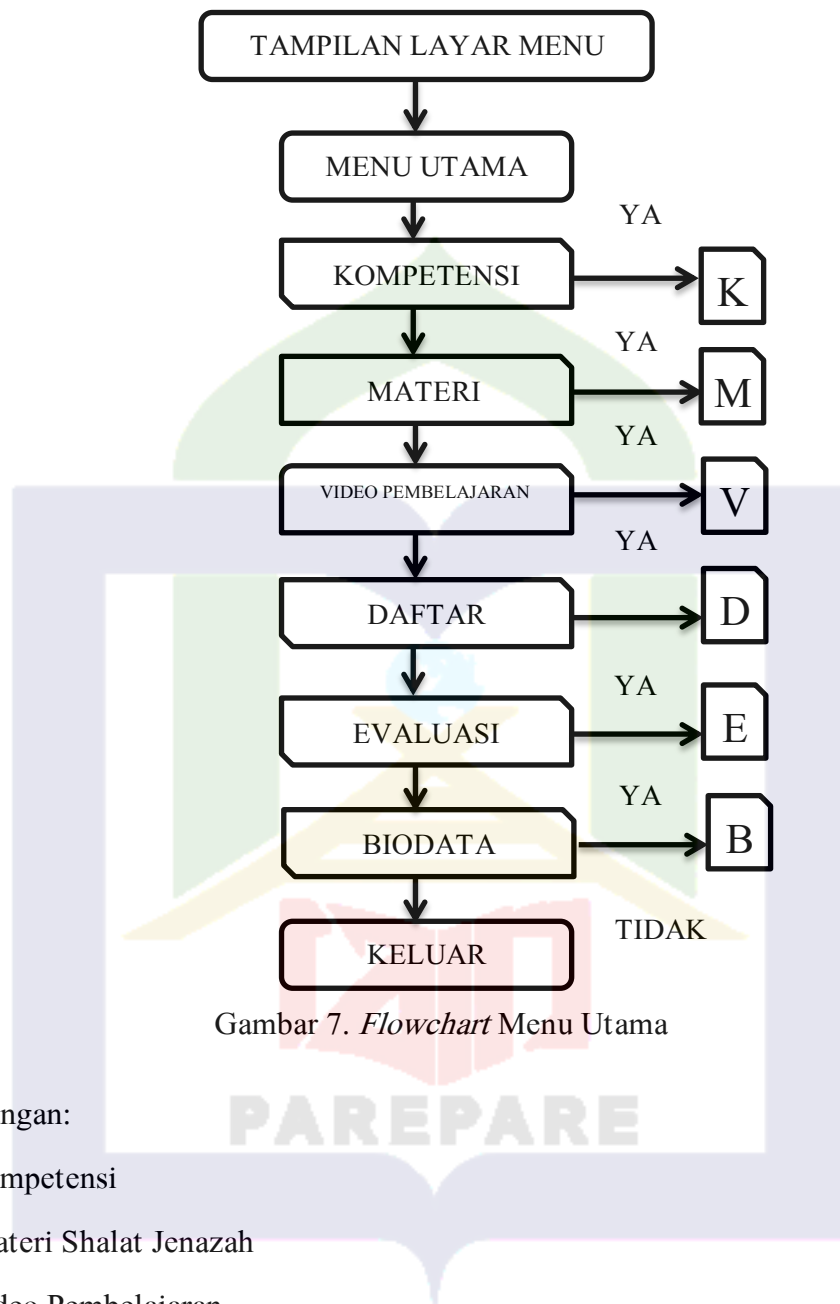 TAMPILAN LAYAR MENU
MENU UTAMA
YA
KOMPETENSI
K
YA
MATERI
M
YA
VIDEO PEMBELAJARAN
V
YA
DAFTAR
D
YA
EVALUASI
E
YA
BIODATA
B
TIDAK
KELUAR
Gambar 7. Flowchart Menu Utama
PAREPARE
ngan:
mpetensi
ateri Shalat Jenazah